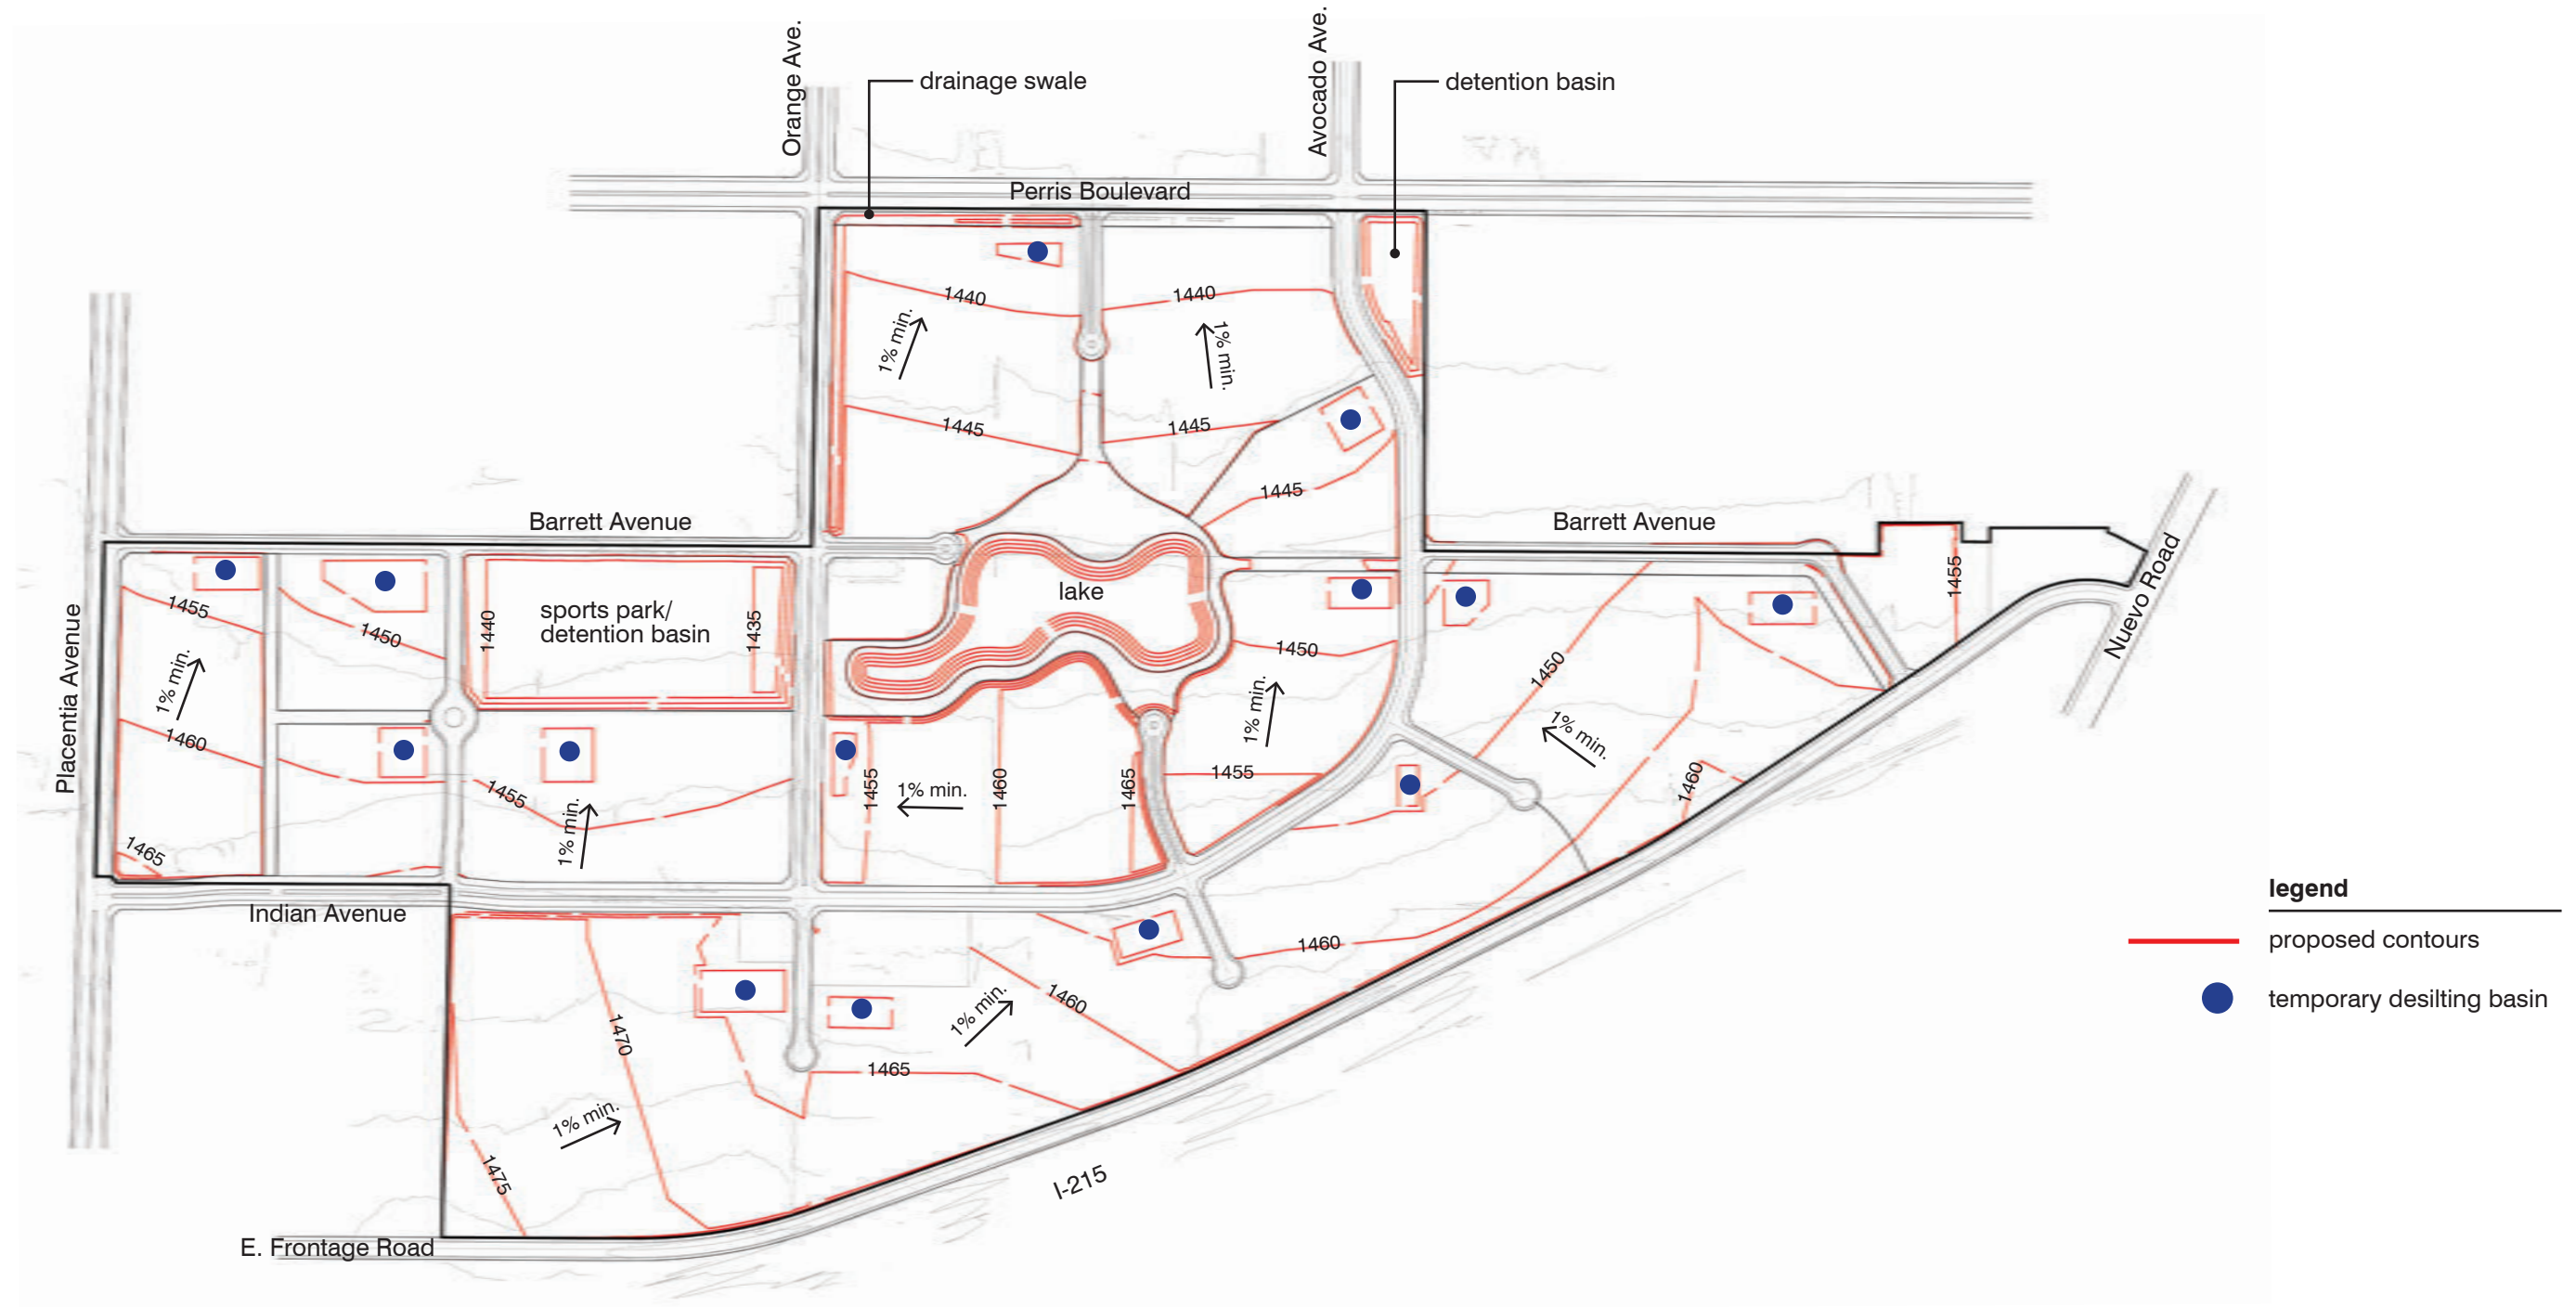 Orange Ave.
Avocado Ave.
drainage swale
detention basin
Perris Boulevard
1440
1440
1% min.
1% min.
1445
1445
1445
Barrett Avenue
Barrett Avenue
Nuevo Road
1455
lake
sports park/
detention basin
1440
1435
1455
1450
1450
1450
1% min.
1% min.
1% min.
Placentia Avenue
1460
1455
1455
1% min.
1460
1465
1455
1460
1% min.
1465
1% min.
Indian Avenue
1460
1460
1% min.
1470
1465
1% min.
1475
I-215
E. Frontage Road
legend
proposed contours
temporary desilting basin